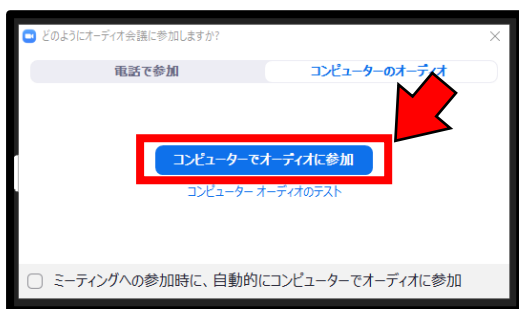 どのようにオーディオ会議に参加しますか?
電話で参加
コンピューターのオーディオ
コンピューターでオーディオに参加
コンピューター オーディオのテスト
ミーティングへの参加時に、自動的にコンピューターでオーディオに参加